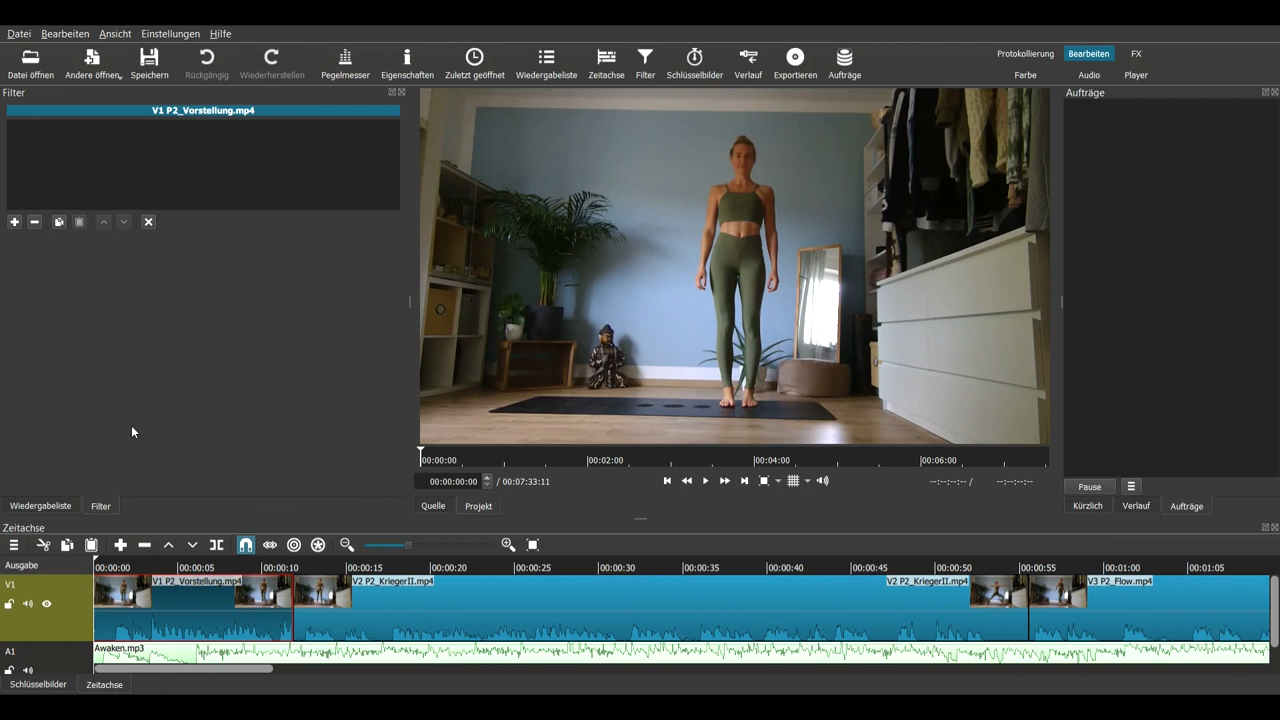 Datei Bearbeiten Ansicht Einstellungen Hilfe
Datei öffnen Andere öffnen.. Speichern Rückgängig Wiederherstellen Pegelmesser Eigenschaften Zuletzt geöffnet Wiedergabeliste Zeitachse Filter Schlüsselbilder Verlauf Exportieren Aufträge
Protokollierung Bearbeiten FX
Farbe Audio Player
Filter
Aufträge
V1 P2_Vorstellung.mp4
00:00:00 00:02:00 00:04:00 00:06:00
00:00:00:00 / 00:07:33:11 --:--:--:-- / --:--:--:--
Pause
Wiedergabeliste Filter Quelle Projekt Kürzlich Verlauf Aufträge
Zeitachse
Ausgabe 00:00:00 00:00:05 00:00:10 00:00:15 00:00:20 00:00:25 00:00:30 00:00:35 00:00:40 00:00:45 00:00:50 00:00:55 00:01:00 00:01:05
V1 V1 P2_Vorstellung.mp4 V2 P2_KriegerII.mp4 V2 P2_KriegerII.mp4 V3 P2_Flow.mp4
A1 Awaken.mp3
Schlüsselbilder Zeitachse